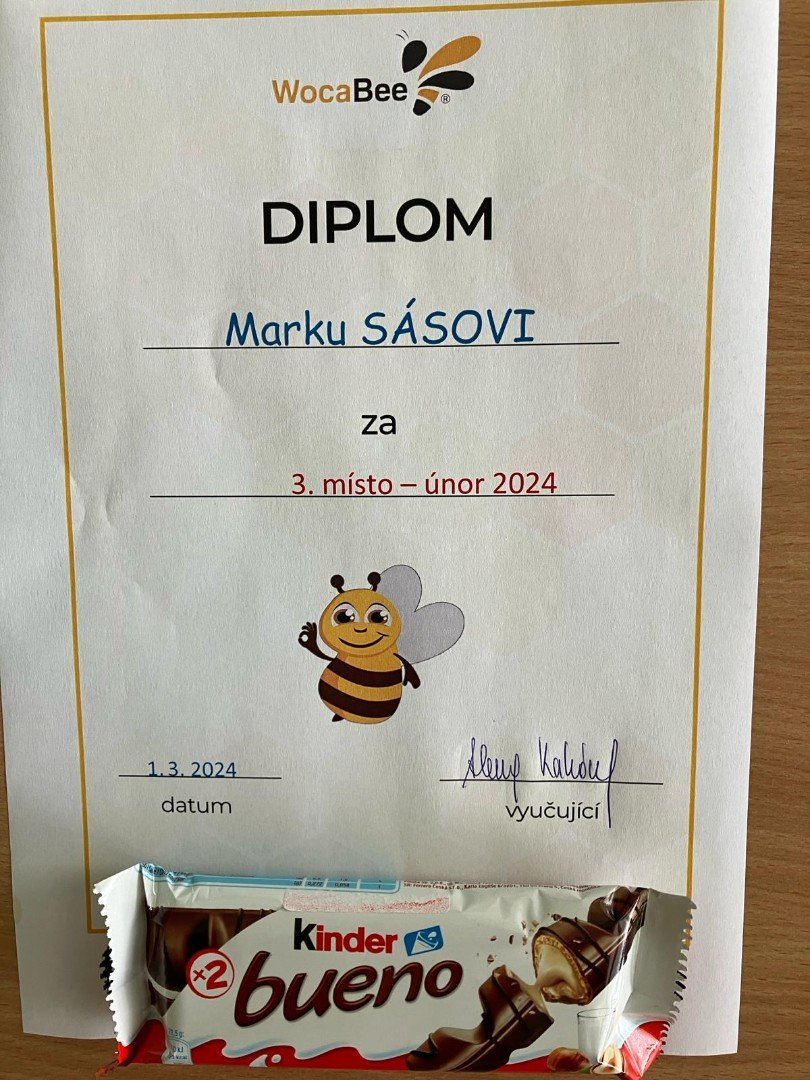 WocaBee®
DIPLOM
Marku SÁSOVI
za
3. místo – únor 2024
1. 3. 2024
datum
vyučující
Kinder
x2
bueno